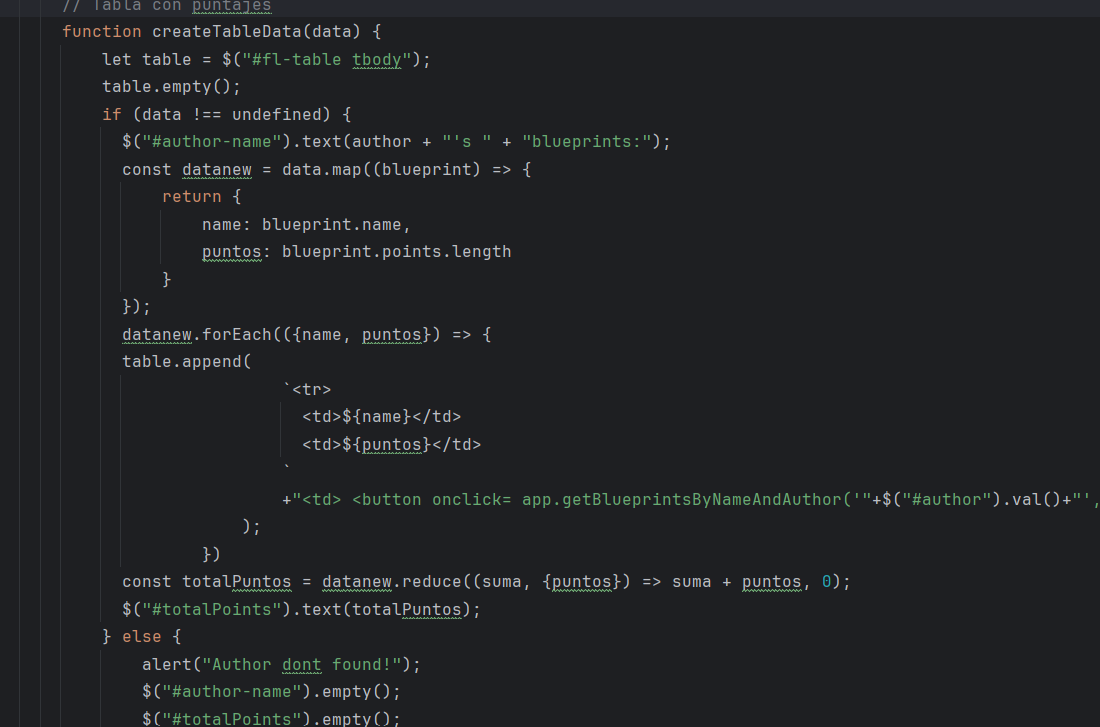 // Tabla con puntajes
function createTableData(data) {
let table = $("#fl-table tbody");
table.empty();
if (data !== undefined) {
$("#author-name").text(author + "'s " + "blueprints:");
const datanew = data.map((blueprint) => {
return {
name: blueprint.name,
puntos: blueprint.points.length
}
});
datanew.forEach(({name, puntos}) => {
table.append(
`<tr>
<td>${name}</td>
<td>${puntos}</td>
`
+"<td> <button onclick= app.getBlueprintsByNameAndAuthor('"+$("#author").val()+"',
);
})
const totalPuntos = datanew.reduce((suma, {puntos}) => suma + puntos, 0);
$("#totalPoints").text(totalPuntos);
} else {
alert("Author dont found!");
$("#author-name").empty();
$("#totalPoints").empty();